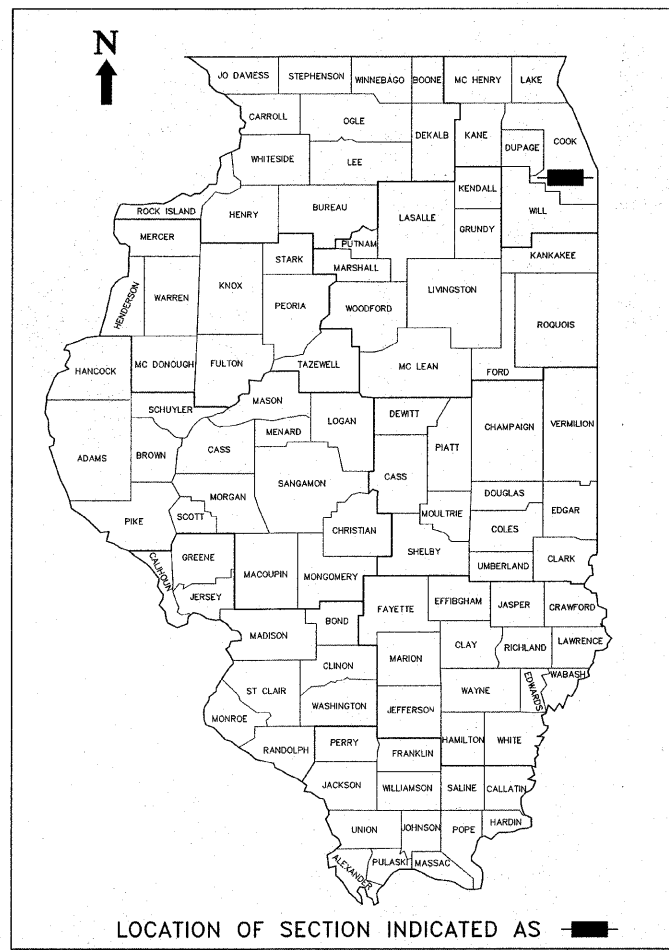 N
JO DAVIESS STEPHENSON WINNEBAGO BOONE MC HENRY LAKE
CARROLL OGLE DEKALB KANE DUPAGE COOK
WHITESIDE LEE
KENDALL
ROCK ISLAND HENRY BUREAU LASALLE WILL
GRUNDY
MERCER PUTNAM
STARK MARSHALL KANKAKEE
HENDERSON WARREN KNOX PEORIA WOODFORD LIVINGSTON
ROQUOIS
HANCOCK MC DONOUGH FULTON TAZEWELL MC LEAN FORD
MASON
SCHUYLER LOGAN DEWITT
ADAMS BROWN CASS MENARD PIATT CHAMPAIGN VERMILION
SANGAMON CASS
MORGAN DOUGLAS
PIKE SCOTT CHRISTIAN MOULTRIE COLES EDGAR
CALHOUN GREENE MACOUPIN MONTGOMERY SHELBY UMBERLAND CLARK
JERSEY FAYETTE EFFIBGHAM JASPER CRAWFORD
MADISON BOND
CLINON MARION CLAY RICHLAND LAWRENCE
ST CLAIR WAYNE EDWARDS WABASH
MONROE WASHINGTON JEFFERSON
RANDOLPH PERRY HAMILTON WHITE
FRANKLIN
JACKSON WILLIAMSON SALINE CALLATIN
UNION JOHNSON POPE HARDIN
ALEXANDER PULASKI MASSAC
LOCATION OF SECTION INDICATED AS